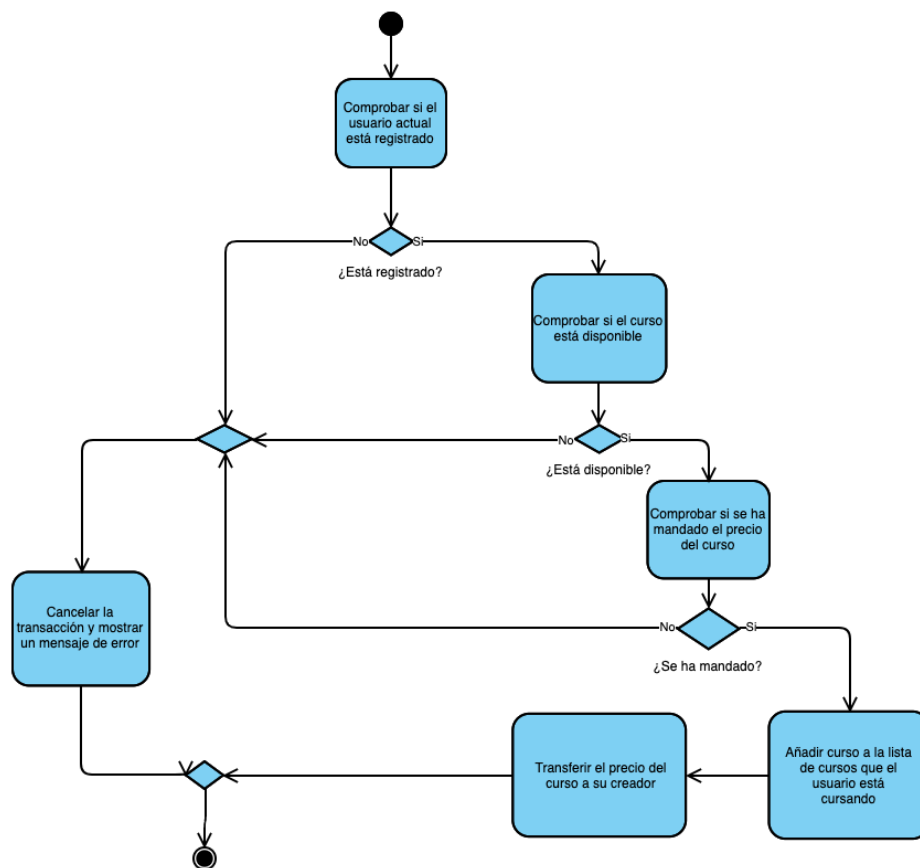 Comprobar si el
usuario actual
está registrado
No
Si
¿Está registrado?
Comprobar si el curso
está disponible
No
Si
¿Está disponible?
Comprobar si se ha
mandado el precio
del curso
Cancelar la
transacción y mostrar
un mensaje de error
No
Si
¿Se ha mandado?
Transferir el precio del
curso a su creador
Añadir curso a la lista
de cursos que el
usuario está
cursando